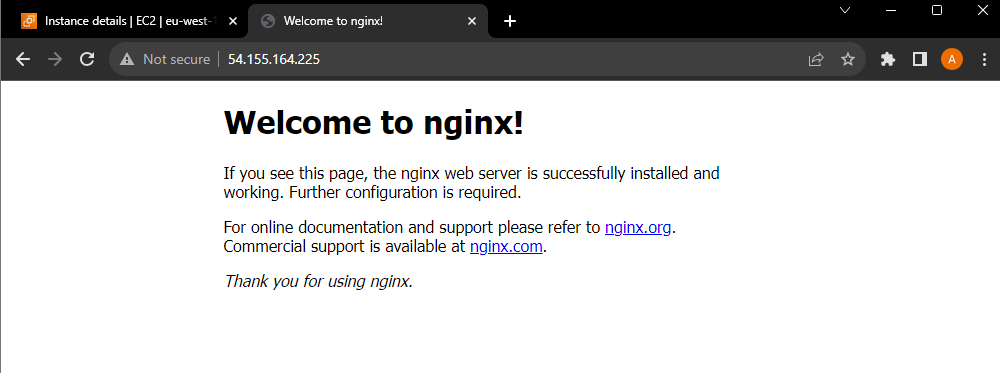 Instance details | EC2 | eu-west-1
Welcome to nginx!
Not secure
54.155.164.225
A
Welcome to nginx!
If you see this page, the nginx web server is successfully installed and
working. Further configuration is required.
For online documentation and support please refer to nginx.org.
Commercial support is available at nginx.com.
Thank you for using nginx.